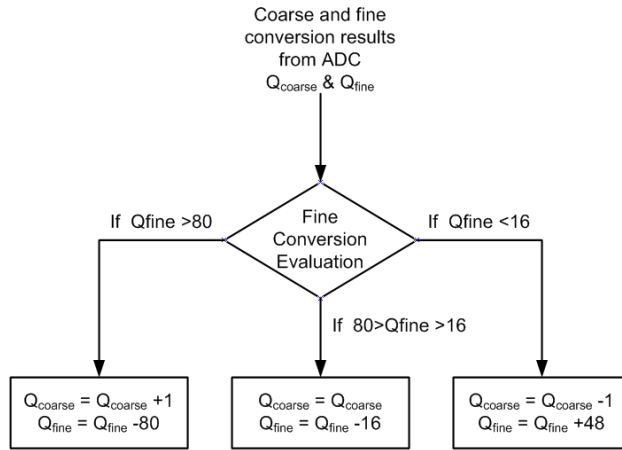 Coarse and fine
conversion results
from ADC
Qcoarse & Qfine
If Qfine >80
If Qfine <16
Fine
Conversion
Evaluation
If 80>Qfine >16
Qcoarse = Qcoarse +1
Qfine = Qfine -80
Qcoarse = Qcoarse
Qfine = Qfine -16
Qcoarse = Qcoarse -1
Qfine = Qfine +48